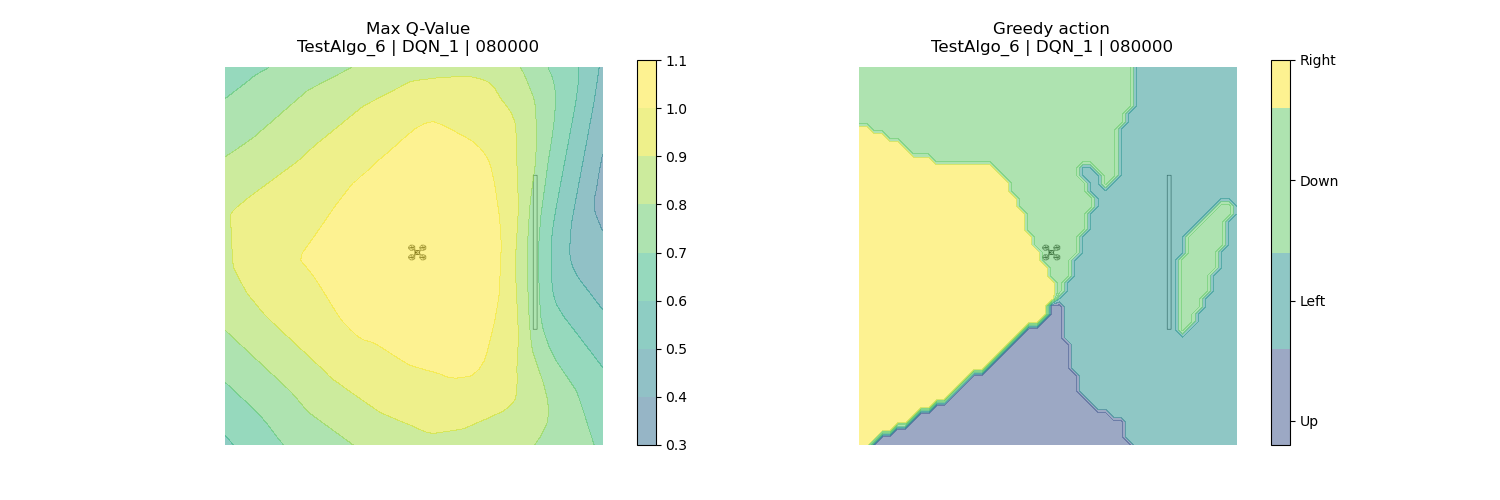 Max Q-Value
TestAlgo_6 | DQN_1 | 080000
1.1
1.0
0.9
0.8
0.7
0.6
0.5
0.4
0.3
Greedy action
TestAlgo_6 | DQN_1 | 080000
Right
Down
Left
Up